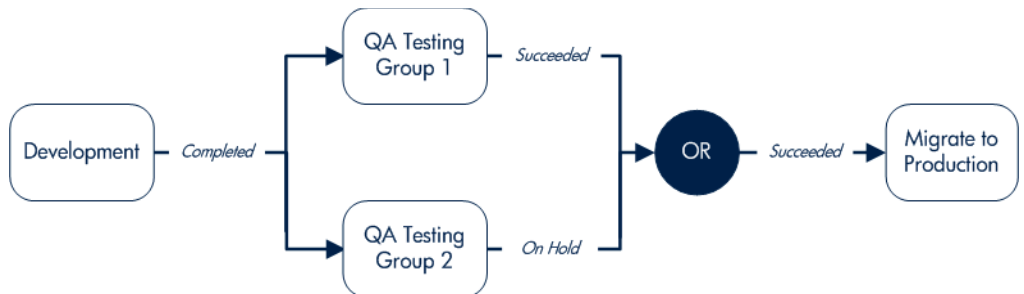 QA Testing
Group 1
Succeeded
Development
Completed
OR
Succeeded
Migrate to
Production
QA Testing
Group 2
On Hold